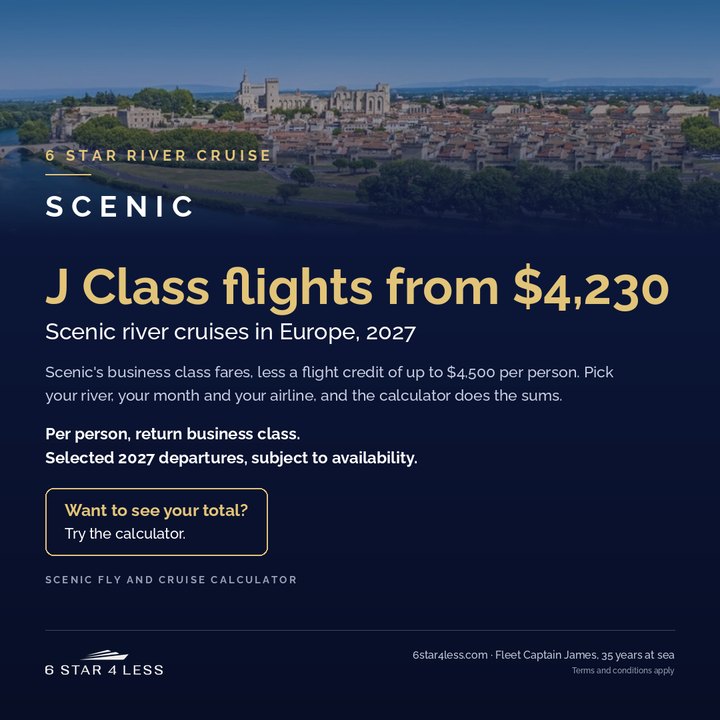 6 STAR RIVER CRUISE
SCENIC
J Class flights from $4,230
Scenic river cruises in Europe, 2027
Scenic's business class fares, less a flight credit of up to $4,500 per person. Pick
your river, your month and your airline, and the calculator does the sums.
Per person, return business class.
Selected 2027 departures, subject to availability.
Want to see your total?
Try the calculator.
SCENIC FLY AND CRUISE CALCULATOR
6 STAR 4 LESS
6star4less.com · Fleet Captain James, 35 years at sea
Terms and conditions apply